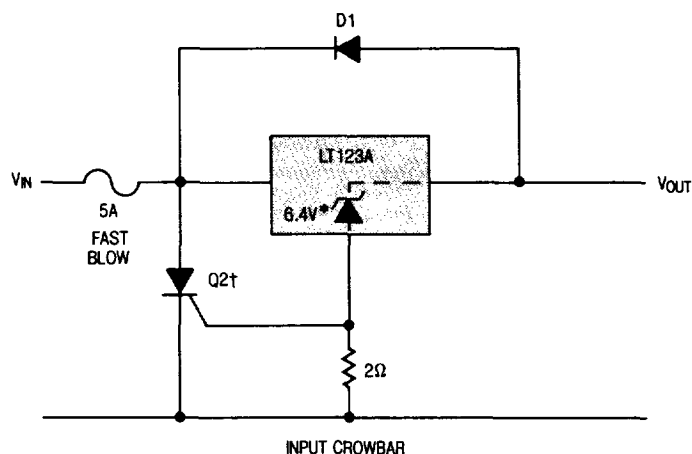 D1
LT123A
VIN
VOUT
6.4V*
5A
FAST
BLOW
Q2†
2Ω
INPUT CROWBAR